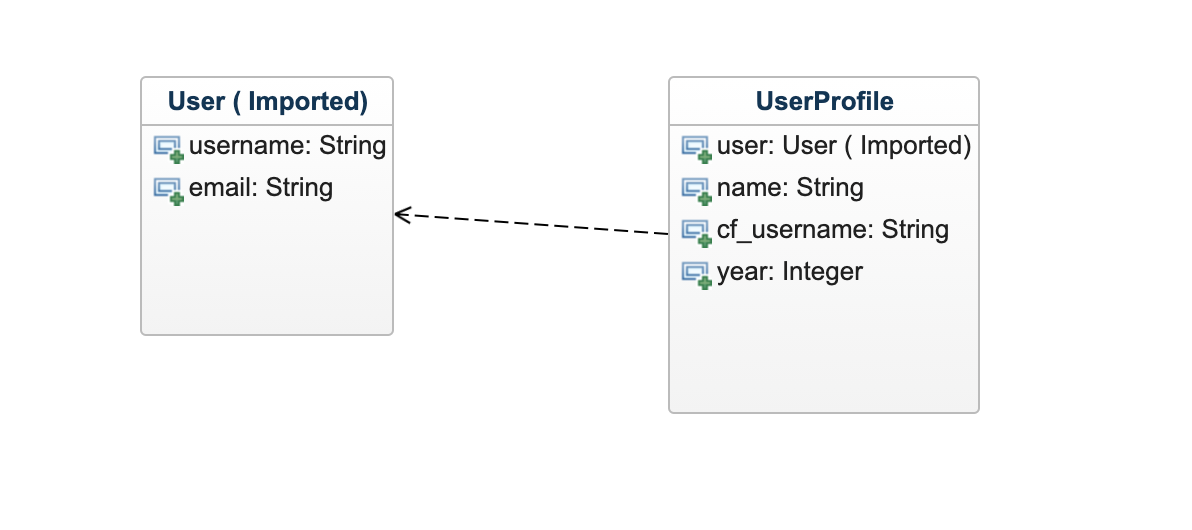 User ( Imported)
username: String
email: String
UserProfile
user: User ( Imported)
name: String
cf_username: String
year: Integer